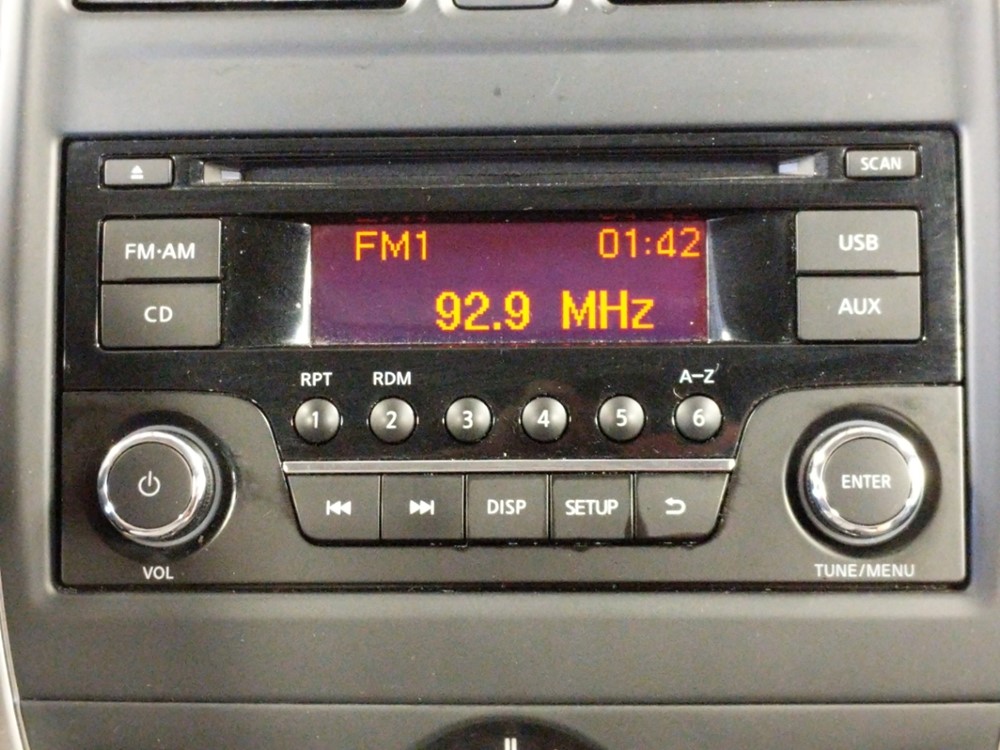 SCAN
FM·AM
FM1 01:42
USB
CD
92.9 MHz
AUX
RPT RDM A-Z
1 2 3 4 5 6
ENTER
DISP SETUP
VOL
TUNE/MENU